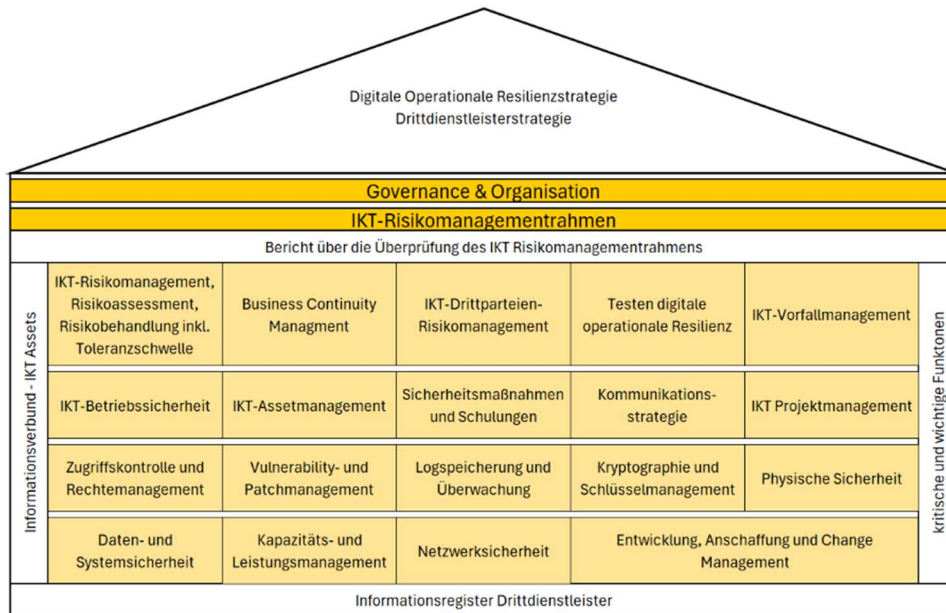 Digitale Operationale Resilienzstrategie
Drittdienstleisterstrategie
Governance & Organisation
IKT-Risikomanagementrahmen
Bericht über die Überprüfung des IKT Risikomanagementrahmens
Informationsverbund - IKT Assets
IKT-Risikomanagement,
Risikoassessment,
Risikobehandlung inkl.
Toleranzschwelle
Business Continuity
Managment
IKT-Drittparteien-
Risikomanagement
Testen digitale
operationale Resilienz
IKT-Vorfallmanagement
IKT-Betriebssicherheit
IKT-Assetmanagement
Sicherheitsmaßnahmen
und Schulungen
Kommunikations-
strategie
IKT Projektmanagement
Zugriffskontrolle und
Rechtemanagement
Vulnerability- und
Patchmanagement
Logspeicherung und
Überwachung
Kryptographie und
Schlüsselmanagement
Physische Sicherheit
Daten- und
Systemsicherheit
Kapazitäts- und
Leistungsmanagement
Netzwerksicherheit
Entwicklung, Anschaffung und Change
Management
kritische und wichtige Funktonen
Informationsregister Drittdienstleister